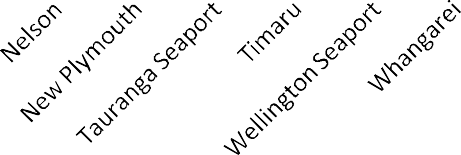 Nelson
New Plymouth
Tauranga Seaport
Timaru
Wellington Seaport
Whangarei